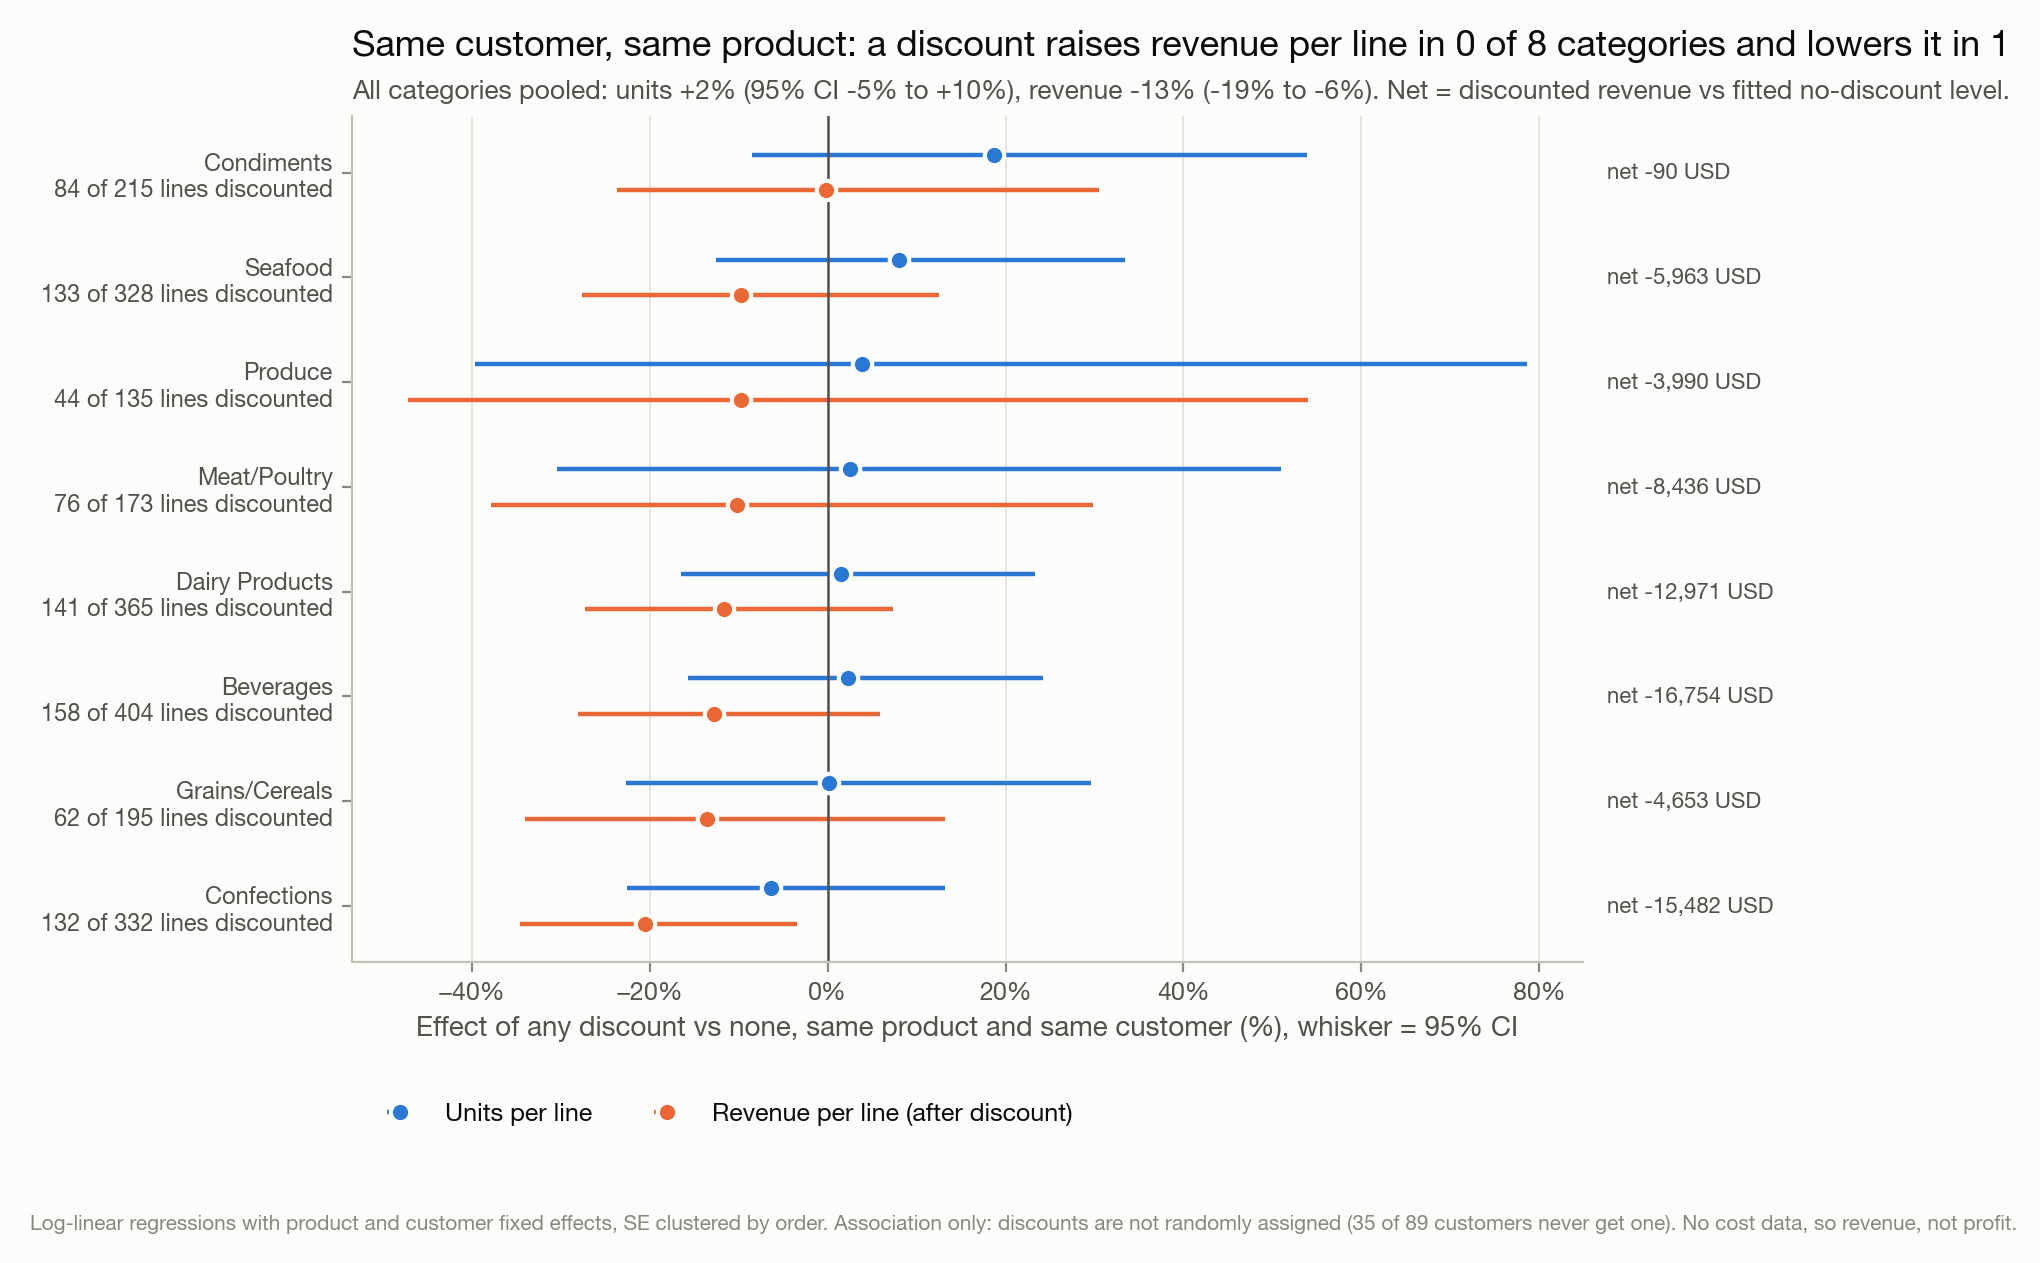 Same customer, same product: a discount raises revenue per line in 0 of 8 categories and lowers it in 1
All categories pooled: units +2% (95% CI -5% to +10%), revenue -13% (-19% to -6%). Net = discounted revenue vs fitted no-discount level.
Condiments
84 of 215 lines discounted
net -90 USD
Seafood
133 of 328 lines discounted
net -5,963 USD
Produce
44 of 135 lines discounted
net -3,990 USD
Meat/Poultry
76 of 173 lines discounted
net -8,436 USD
Dairy Products
141 of 365 lines discounted
net -12,971 USD
Beverages
158 of 404 lines discounted
net -16,754 USD
Grains/Cereals
62 of 195 lines discounted
net -4,653 USD
Confections
132 of 332 lines discounted
net -15,482 USD
−40% −20% 0% 20% 40% 60% 80%
Effect of any discount vs none, same product and same customer (%), whisker = 95% CI
Units per line Revenue per line (after discount)
Log-linear regressions with product and customer fixed effects, SE clustered by order. Association only: discounts are not randomly assigned (35 of 89 customers never get one). No cost data, so revenue, not profit.